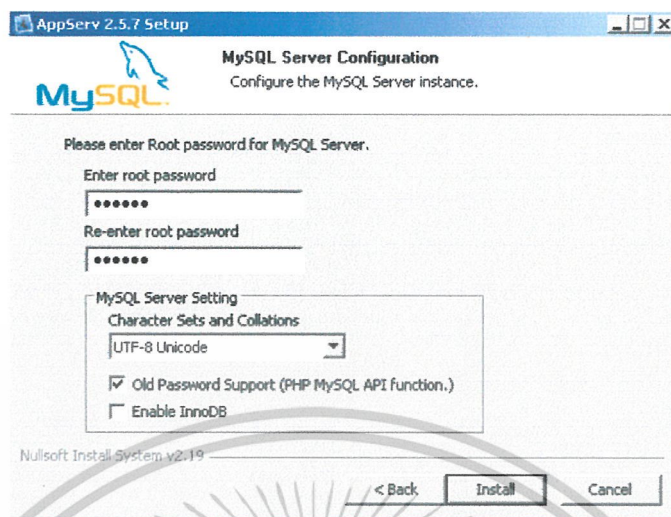 AppServ 2.5.7 Setup
MySQL
MySQL Server Configuration
Configure the MySQL Server instance.
Please enter Root password for MySQL Server.
Enter root password
••••••
Re-enter root password
••••••
MySQL Server Setting
Character Sets and Collations
UTF-8 Unicode
Old Password Support (PHP MySQL API function.)
Enable InnoDB
Nullsoft Install System v2.19
< Back Install Cancel